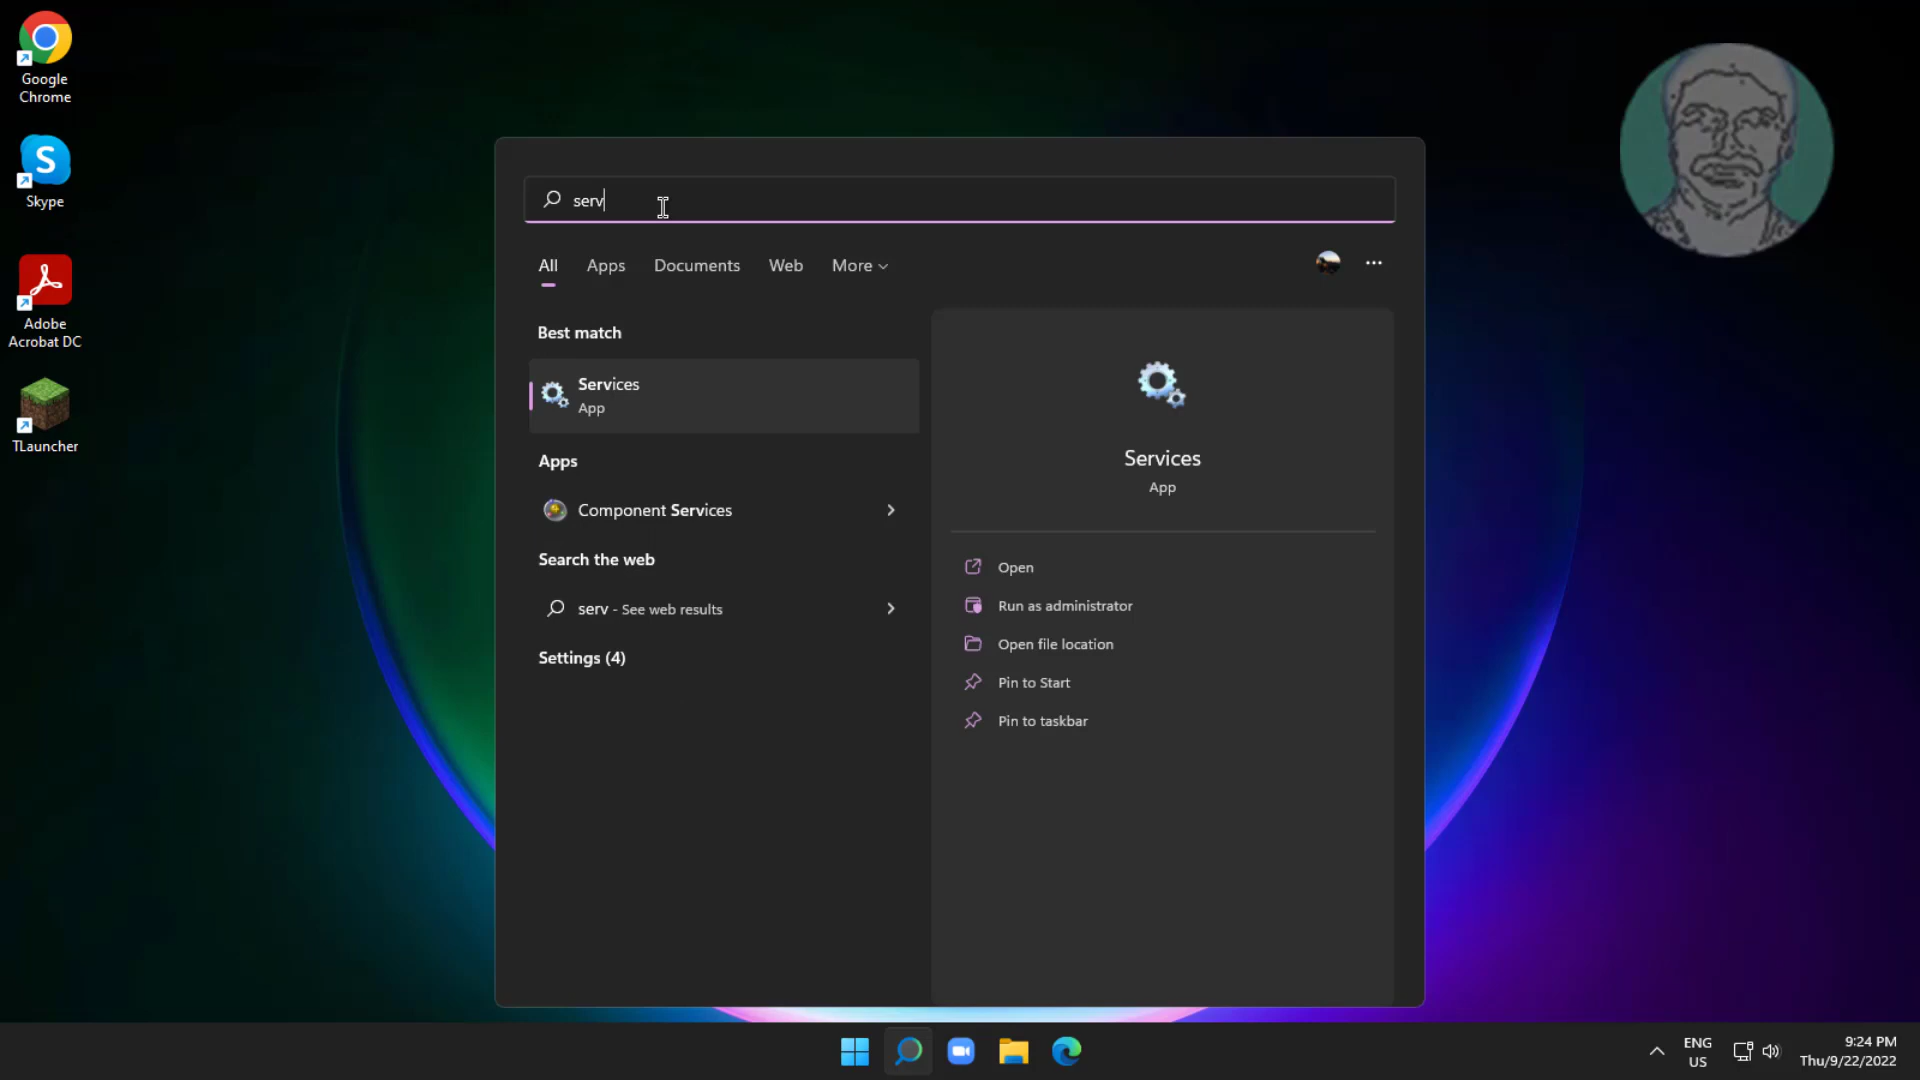 Google
Chrome
S
Skype
Adobe
Acrobat DC
TLauncher
serv
All Apps Documents Web More
Best match
Services
App
Apps
Component Services
Search the web
serv - See web results
Settings (4)
Services
App
Open
Run as administrator
Open file location
Pin to Start
Pin to taskbar
ENG
US
9:24 PM
Thu/9/22/2022